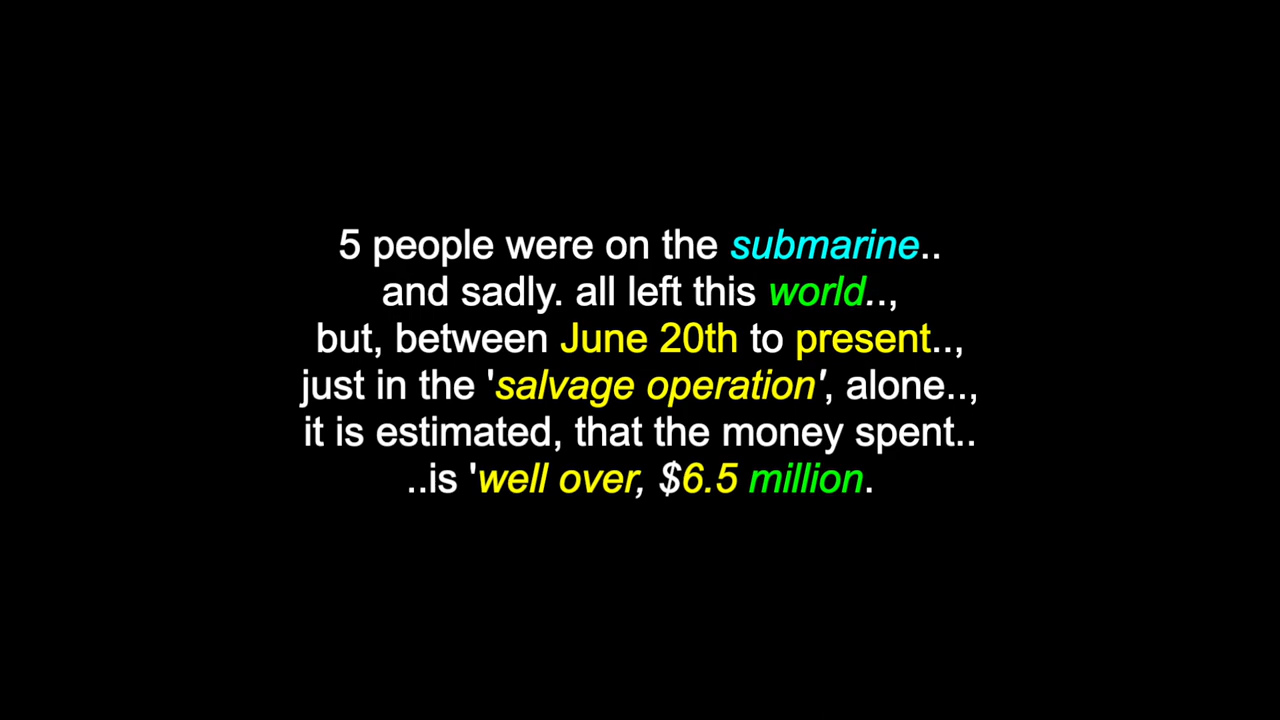 5 people were on the submarine..
and sadly. all left this world..,
but, between June 20th to present..,
just in the 'salvage operation', alone..,
it is estimated, that the money spent..
..is 'well over, $6.5 million.